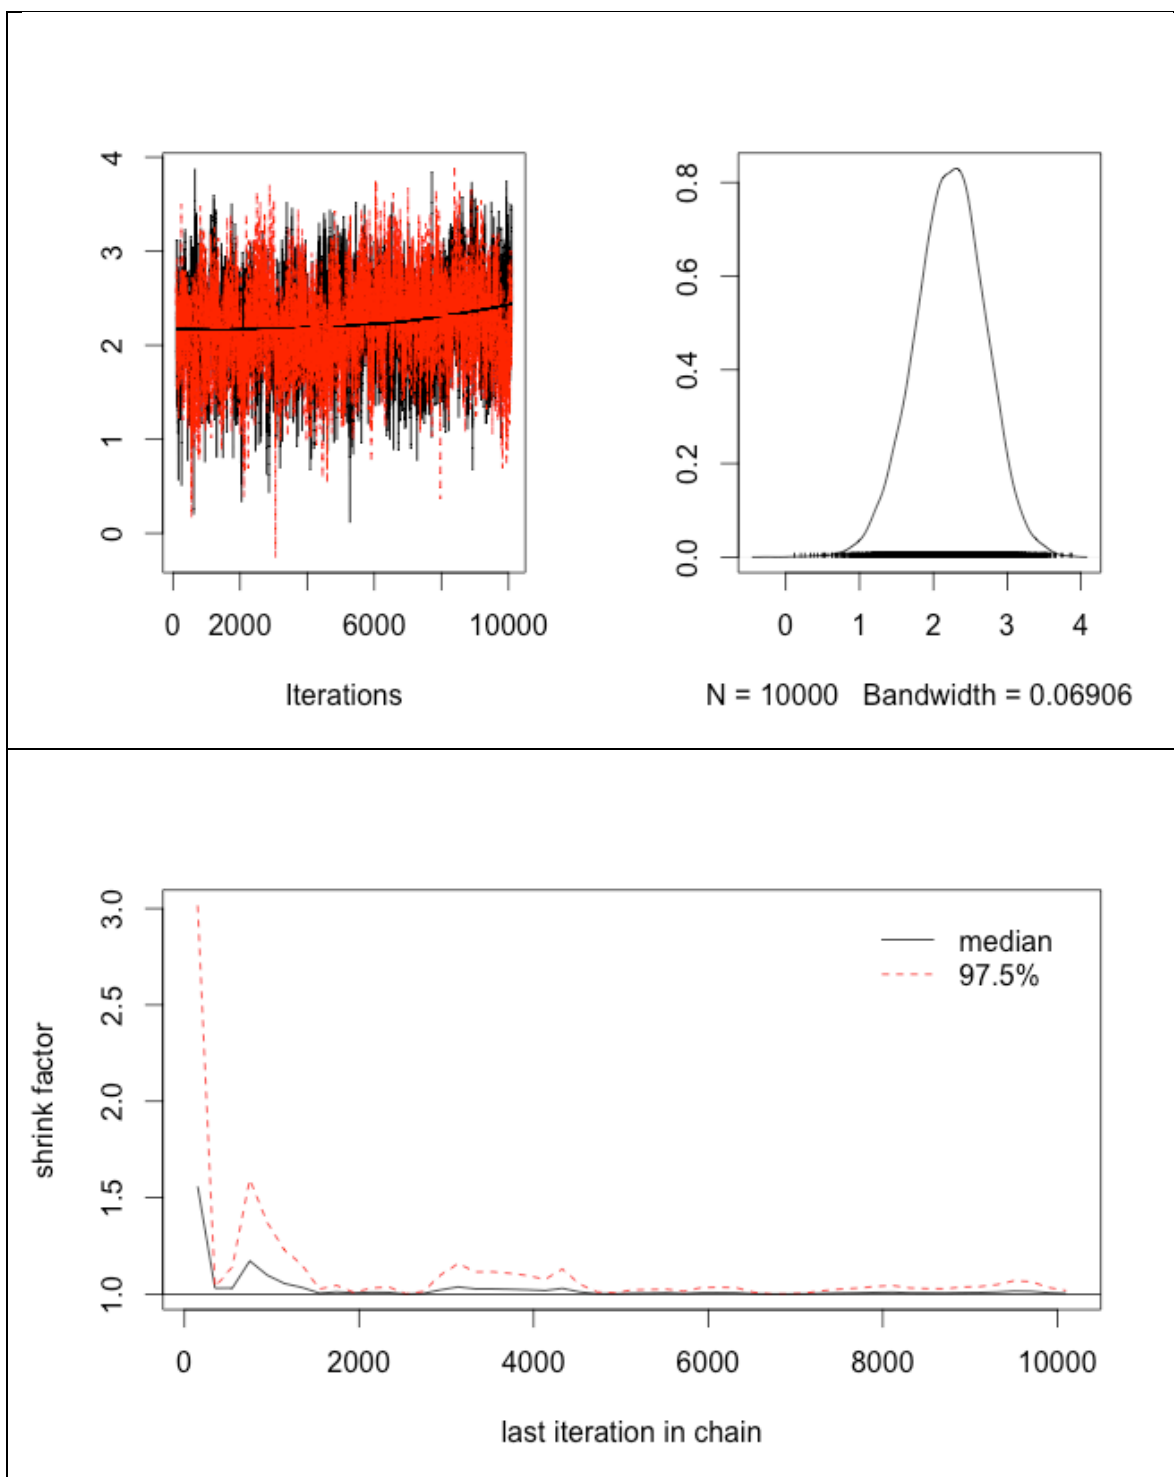 4
3
2
1
0
0 2000 6000 10000
Iterations
0.8
0.6
0.4
0.2
0.0
0 1 2 3 4
N = 10000 Bandwidth = 0.06906
3.0
2.5
2.0
1.5
1.0
shrink factor
median
97.5%
0 2000 4000 6000 8000 10000
last iteration in chain